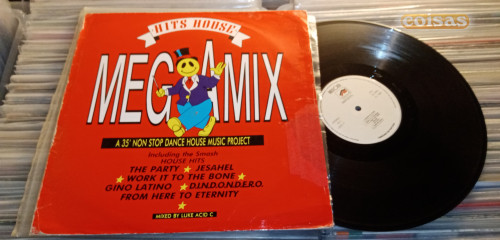 coisas
HITS HOUSE
MEGAMIX
A 35' NON STOP DANCE HOUSE MUSIC PROJECT
Including the Smash
HOUSE HITS
THE PARTY ★ JESAHEL
★ WORK IT TO THE BONE ★
GINO LATINO ★ D.I.N.D.O.N.D.E.R.O.
FROM HERE TO ETERNITY
★
MIXED BY LUKE ACID C.